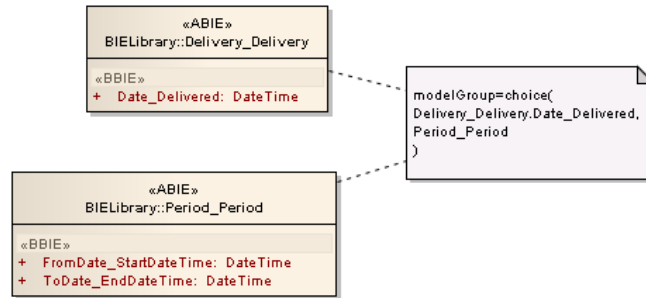 «ABIE»
BIELibrary::Delivery_Delivery
«BBIE»
+ Date_Delivered: DateTime
modelGroup=choice(
Delivery_Delivery.Date_Delivered,
Period_Period
)
«ABIE»
BIELibrary::Period_Period
«BBIE»
+ FromDate_StartDateTime: DateTime
+ ToDate_EndDateTime: DateTime